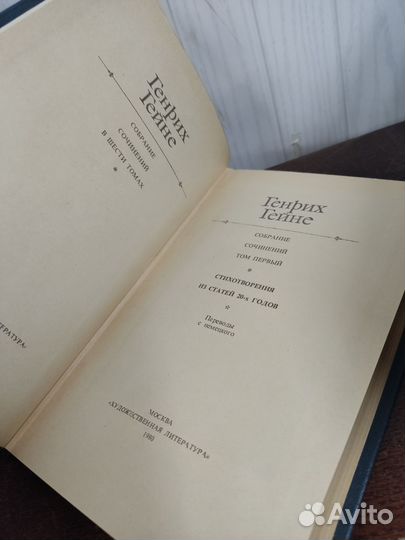 Генрих
Гейне
СОБРАНИЕ
СОЧИНЕНИЙ
В ШЕСТИ ТОМАХ
ЛИТЕРАТУРА»
Генрих
Гейне
СОБРАНИЕ
СОЧИНЕНИЙ
ТОМ ПЕРВЫЙ
СТИХОТВОРЕНИЯ
ИЗ СТАТЕЙ 20-х ГОДОВ
Переводы
с немецкого
МОСКВА
«ХУДОЖЕСТВЕННАЯ ЛИТЕРАТУРА»
1980
Avito